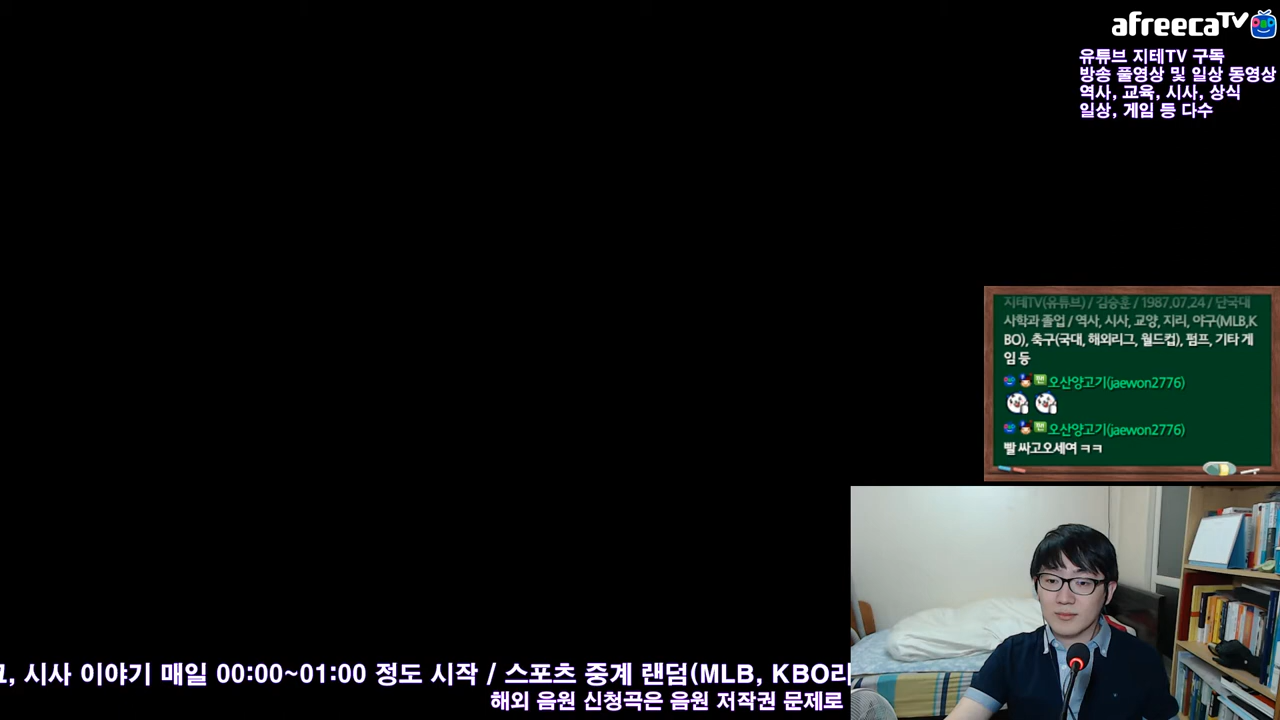 afreecaTV
유튜브 지테TV 구독
방송 풀영상 및 일상 동영상
역사, 교육, 시사, 상식
일상, 게임 등 다수
지테TV(유튜브) / 김승훈 / 1987.07.24 / 단국대
사학과 졸업 / 역사, 시사, 교양, 지리, 야구(MLB,K
BO), 축구(국대, 해외리그, 월드컵), 펌프, 기타 게
임 등
오산양고기(jaewon2776)
오산양고기(jaewon2776)
빨 싸고오세여 ㅋㅋ
, 시사 이야기 매일 00:00~01:00 정도 시작 / 스포츠 중계 랜덤(MLB, KBO리
해외 음원 신청곡은 음원 저작권 문제로